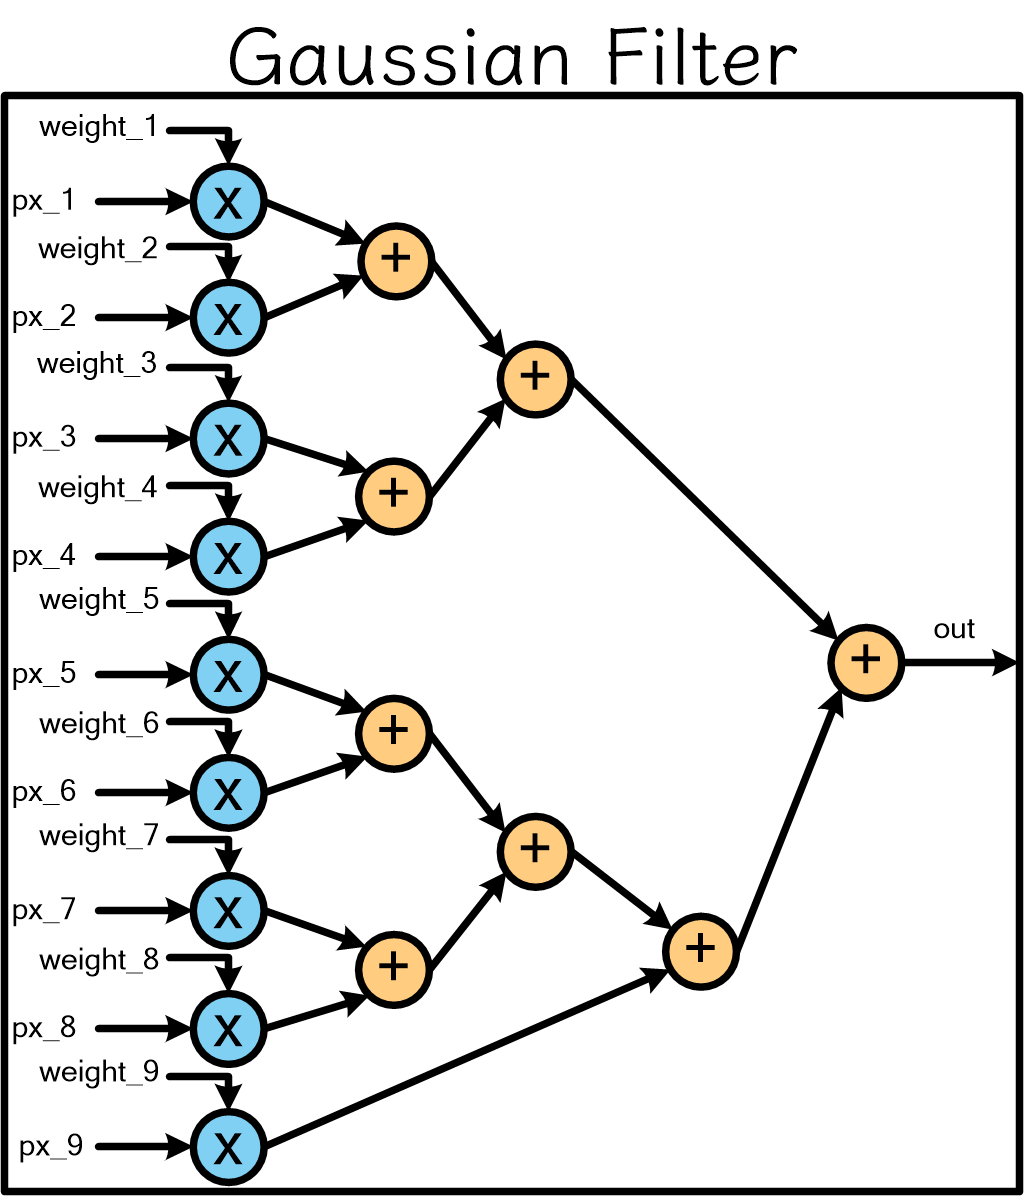 Gaussian Filter
weight_1
px_1
X
+
weight_2
px_2
X
+
weight_3
px_3
X
+
weight_4
px_4
X
weight_5
px_5
X
+
out
+
weight_6
px_6
X
+
weight_7
px_7
X
+
weight_8
px_8
X
+
weight_9
px_9
X